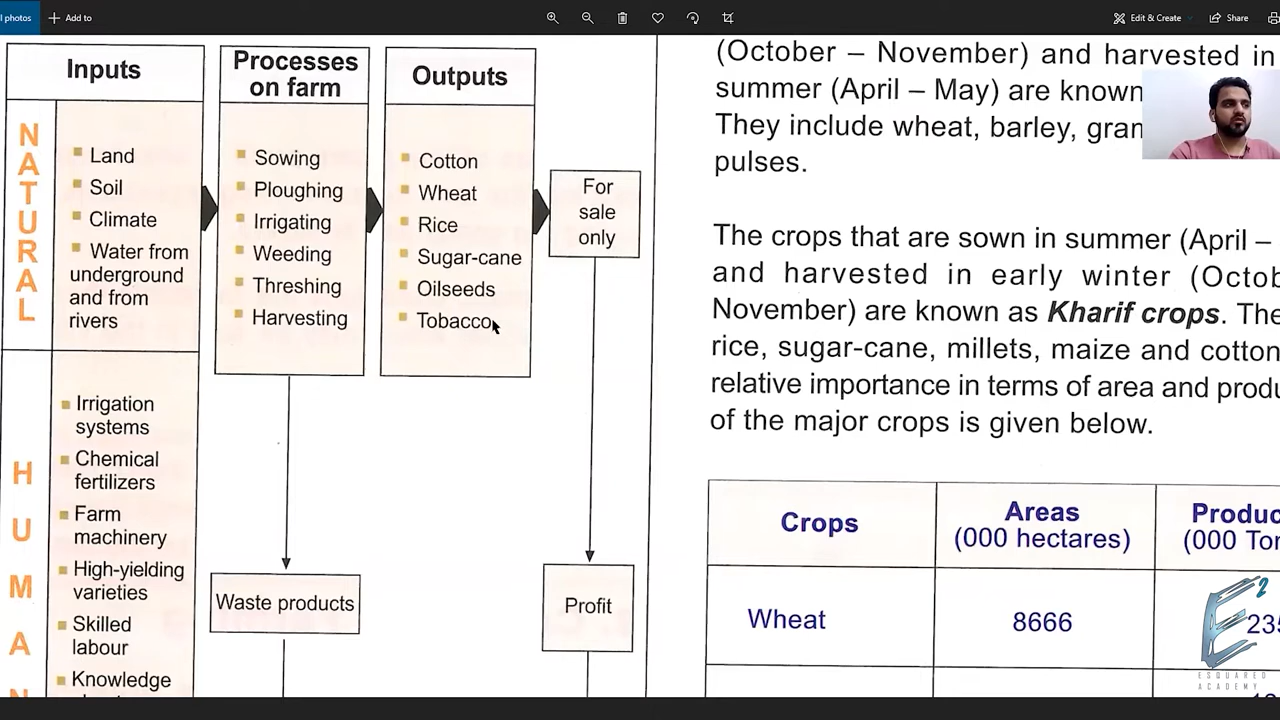 photos
Add to
Edit & Create
Share
Inputs
Processes
on farm
Outputs
NATURAL
Land
Soil
Climate
Water from
underground
and from
rivers
Sowing
Ploughing
Irrigating
Weeding
Threshing
Harvesting
Cotton
Wheat
Rice
Sugar-cane
Oilseeds
Tobacco
For
sale
only
HUMAN
Irrigation
systems
Chemical
fertilizers
Farm
machinery
High-yielding
varieties
Skilled
labour
Knowledge
Waste products
Profit
(October – November) and harvested in
summer (April – May) are known
They include wheat, barley, gram
pulses.
The crops that are sown in summer (April –
and harvested in early winter (Octo
November) are known as Kharif crops. The
rice, sugar-cane, millets, maize and cotton
relative importance in terms of area and produ
of the major crops is given below.
Crops
Areas
(000 hectares)
Produc
(000 Ton
Wheat
8666
235
E2
ESQUARED
ACADEMY